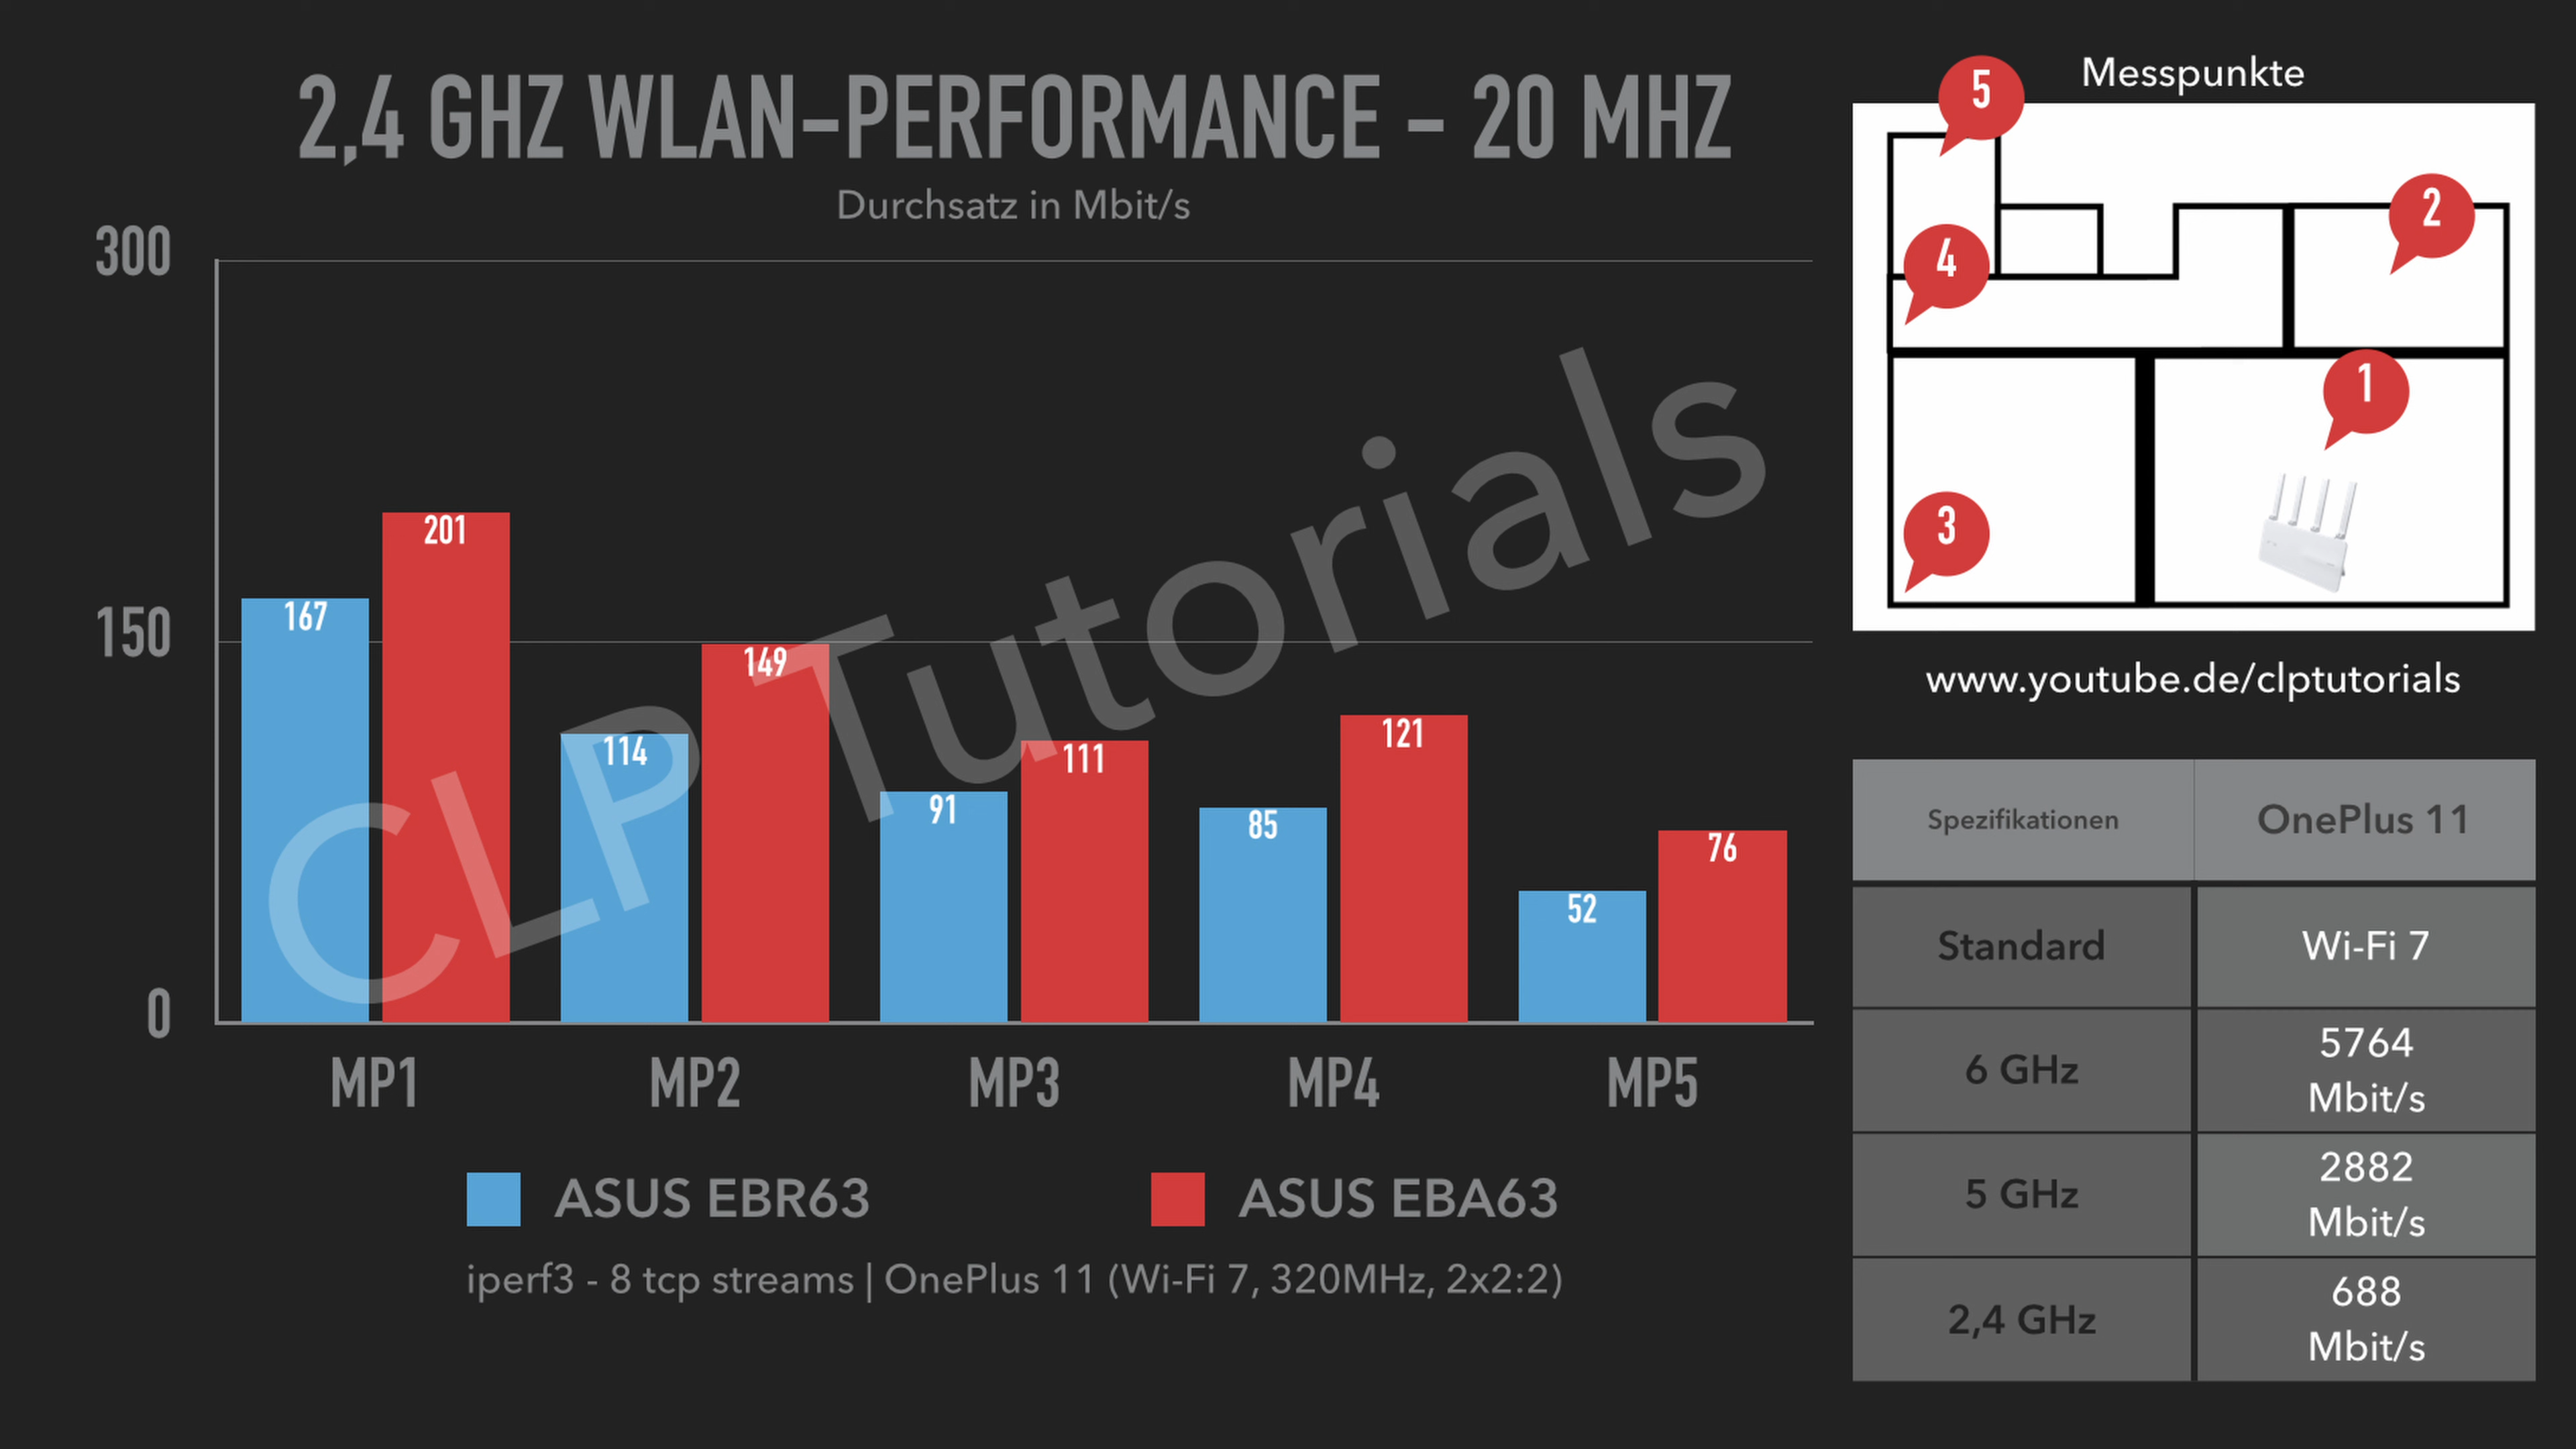 2,4 GHZ WLAN-PERFORMANCE - 20 MHZ
Durchsatz in Mbit/s
300
150
0
167
201
114
149
91
111
85
121
52
76
MP1
MP2
MP3
MP4
MP5
ASUS EBR63
ASUS EBA63
iperf3 - 8 tcp streams | OnePlus 11 (Wi-Fi 7, 320MHz, 2x2:2)
CLP Tutorials
Messpunkte
5
2
4
1
3
www.youtube.de/clptutorials
Spezifikationen OnePlus 11
Standard Wi-Fi 7
6 GHz 5764
Mbit/s
5 GHz 2882
Mbit/s
2,4 GHz 688
Mbit/s